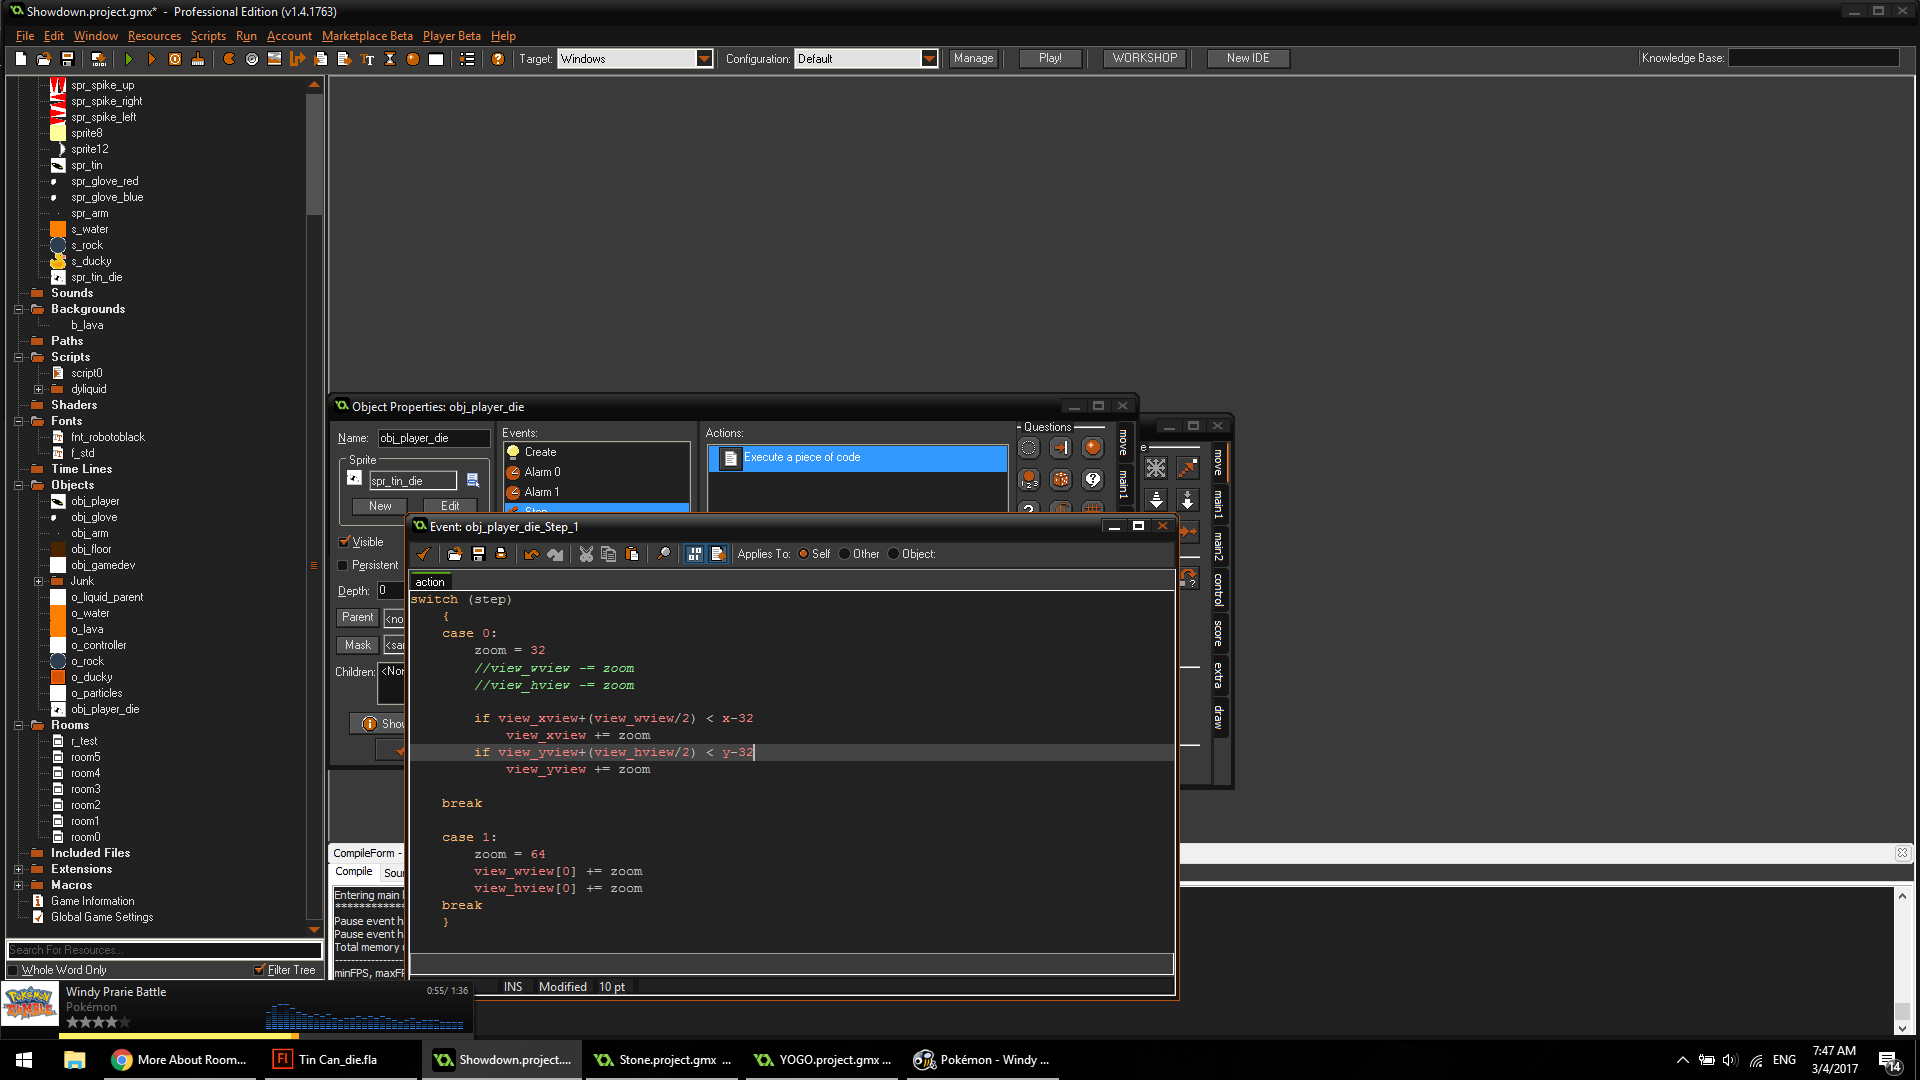 Showdown.project.gmx* - Professional Edition (v1.4.1763)
File Edit Window Resources Scripts Run Account Marketplace Beta Player Beta Help
Target: Windows Configuration: Default Manage Play! WORKSHOP New IDE Knowledge Base:
spr_spike_up
spr_spike_right
spr_spike_left
sprite8
sprite12
spr_tin
spr_glove_red
spr_glove_blue
spr_arm
s_water
s_rock
s_ducky
spr_tin_die
Sounds
Backgrounds
b_lava
Paths
Scripts
script0
dyliquid
Shaders
Fonts
fnt_robotoblack
f_std
Time Lines
Objects
obj_player
obj_glove
obj_arm
obj_floor
obj_gamedev
Junk
o_liquid_parent
o_water
o_lava
o_controller
o_rock
o_ducky
o_particles
obj_player_die
Rooms
r_test
room5
room4
room3
room2
room1
room0
Included Files
Extensions
Macros
Game Information
Global Game Settings
Search For Resources...
Whole Word Only Filter Tree
Object Properties: obj_player_die
Name: obj_player_die
Sprite
spr_tin_die
New Edit
Visible
Persistent
Depth: 0
Parent <no
Mask <sar
Children: <Non
Show
Events:
Create
Alarm 0
Alarm 1
Step
Actions:
Execute a piece of code
Questions
move
main1
move
main1
main2
control
score
extra
draw
Event: obj_player_die_Step_1
Applies To: Self Other Object:
action
switch (step)
{
case 0:
zoom = 32
//view_wview -= zoom
//view_hview -= zoom
if view_xview+(view_wview/2) < x-32
view_xview += zoom
if view_yview+(view_hview/2) < y-32
view_yview += zoom
break
case 1:
zoom = 64
view_wview[0] += zoom
view_hview[0] += zoom
break
}
INS Modified 10 pt
CompileForm -
Compile Sour
Entering main l
*************
Pause event h
Pause event h
Total memory u
minFPS, maxFP
Windy Prarie Battle 0:55/ 1:36
Pokémon
POKéMON RUMBLE
More About Room... Tin Can_die.fla Showdown.project.... Stone.project.gmx ... YOGO.project.gmx ... Pokémon - Windy ...
ENG
7:47 AM
3/4/2017
14